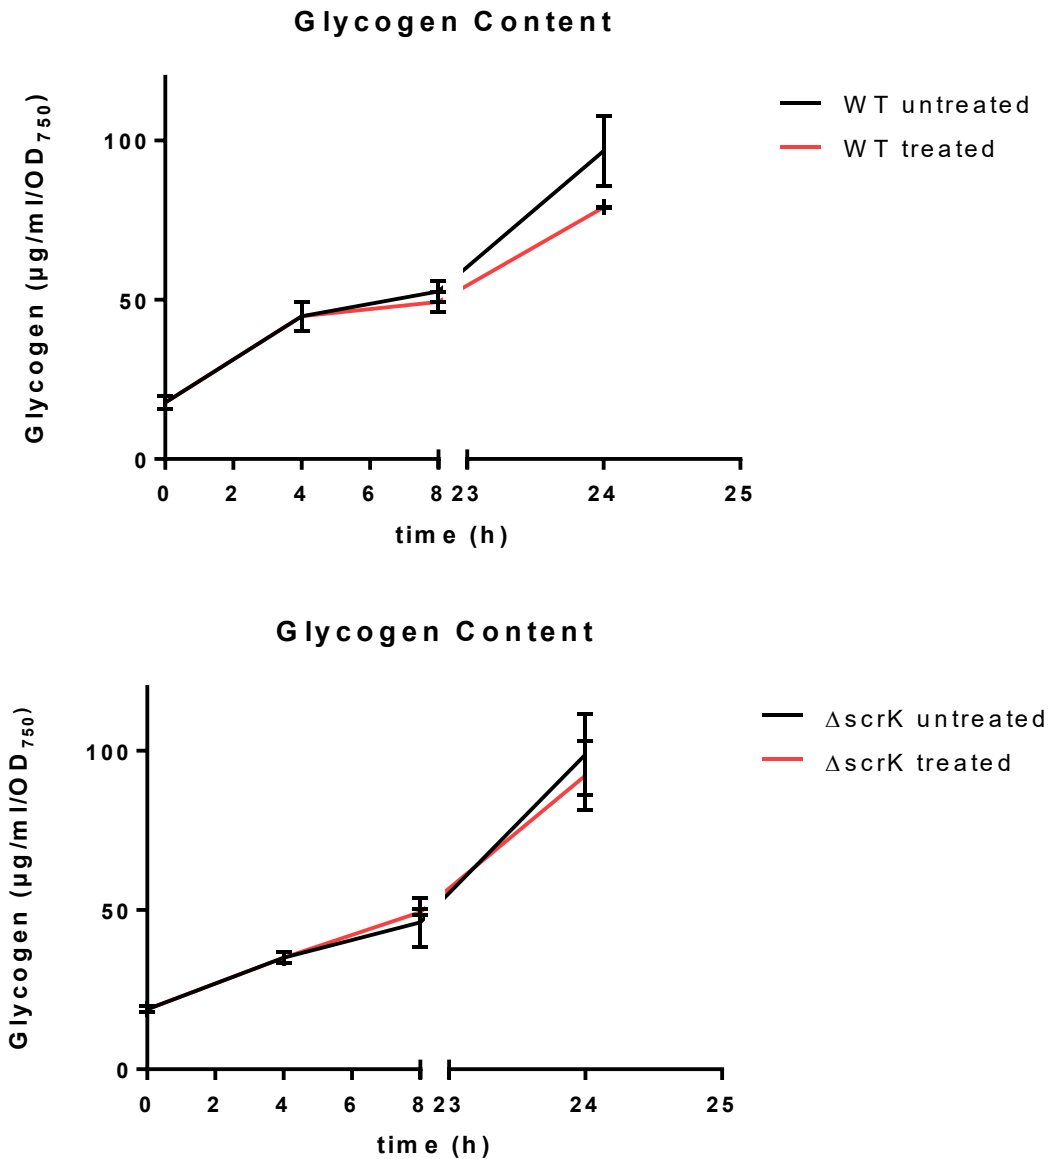 Glycogen Content
WT untreated
WT treated
Glycogen (µg/ml/OD750)
100
50
0
0 2 4 6 8 23 24 25
time (h)
Glycogen Content
ΔscrK untreated
ΔscrK treated
Glycogen (µg/ml/OD750)
100
50
0
0 2 4 6 8 23 24 25
time (h)